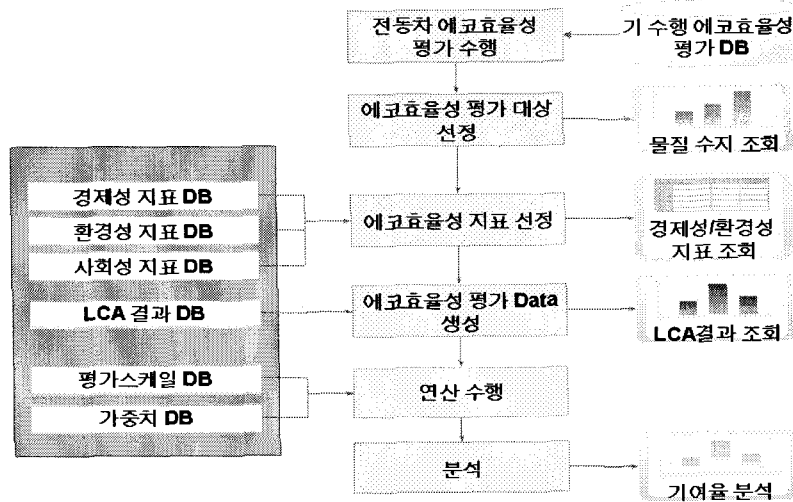 전동차 에코효율성
평가 수행
기 수행 에코효율성
평가 DB
에코효율성 평가 대상
선정
물질 수지 조회
경제성 지표 DB
환경성 지표 DB
사회성 지표 DB
에코효율성 지표 선정
경제성/환경성
지표 조회
LCA 결과 DB
에코효율성 평가 Data
생성
LCA결과 조회
평가스케일 DB
가중치 DB
연산 수행
분석
기여율 분석